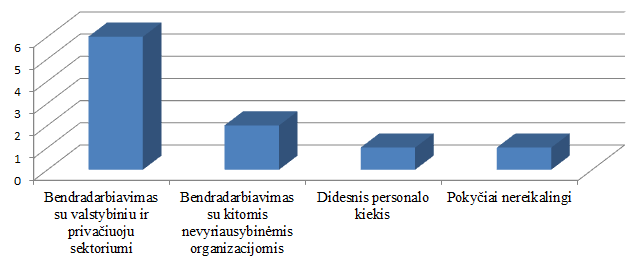 6
5
4
3
2
1
0
Bendradarbiavimas
su valstybiniu ir
privačiuoju
sektoriumi
Bendradarbiavimas
su kitomis
nevyriausybinėmis
organizacijomis
Didesnis personalo
kiekis
Pokyčiai nereikalingi